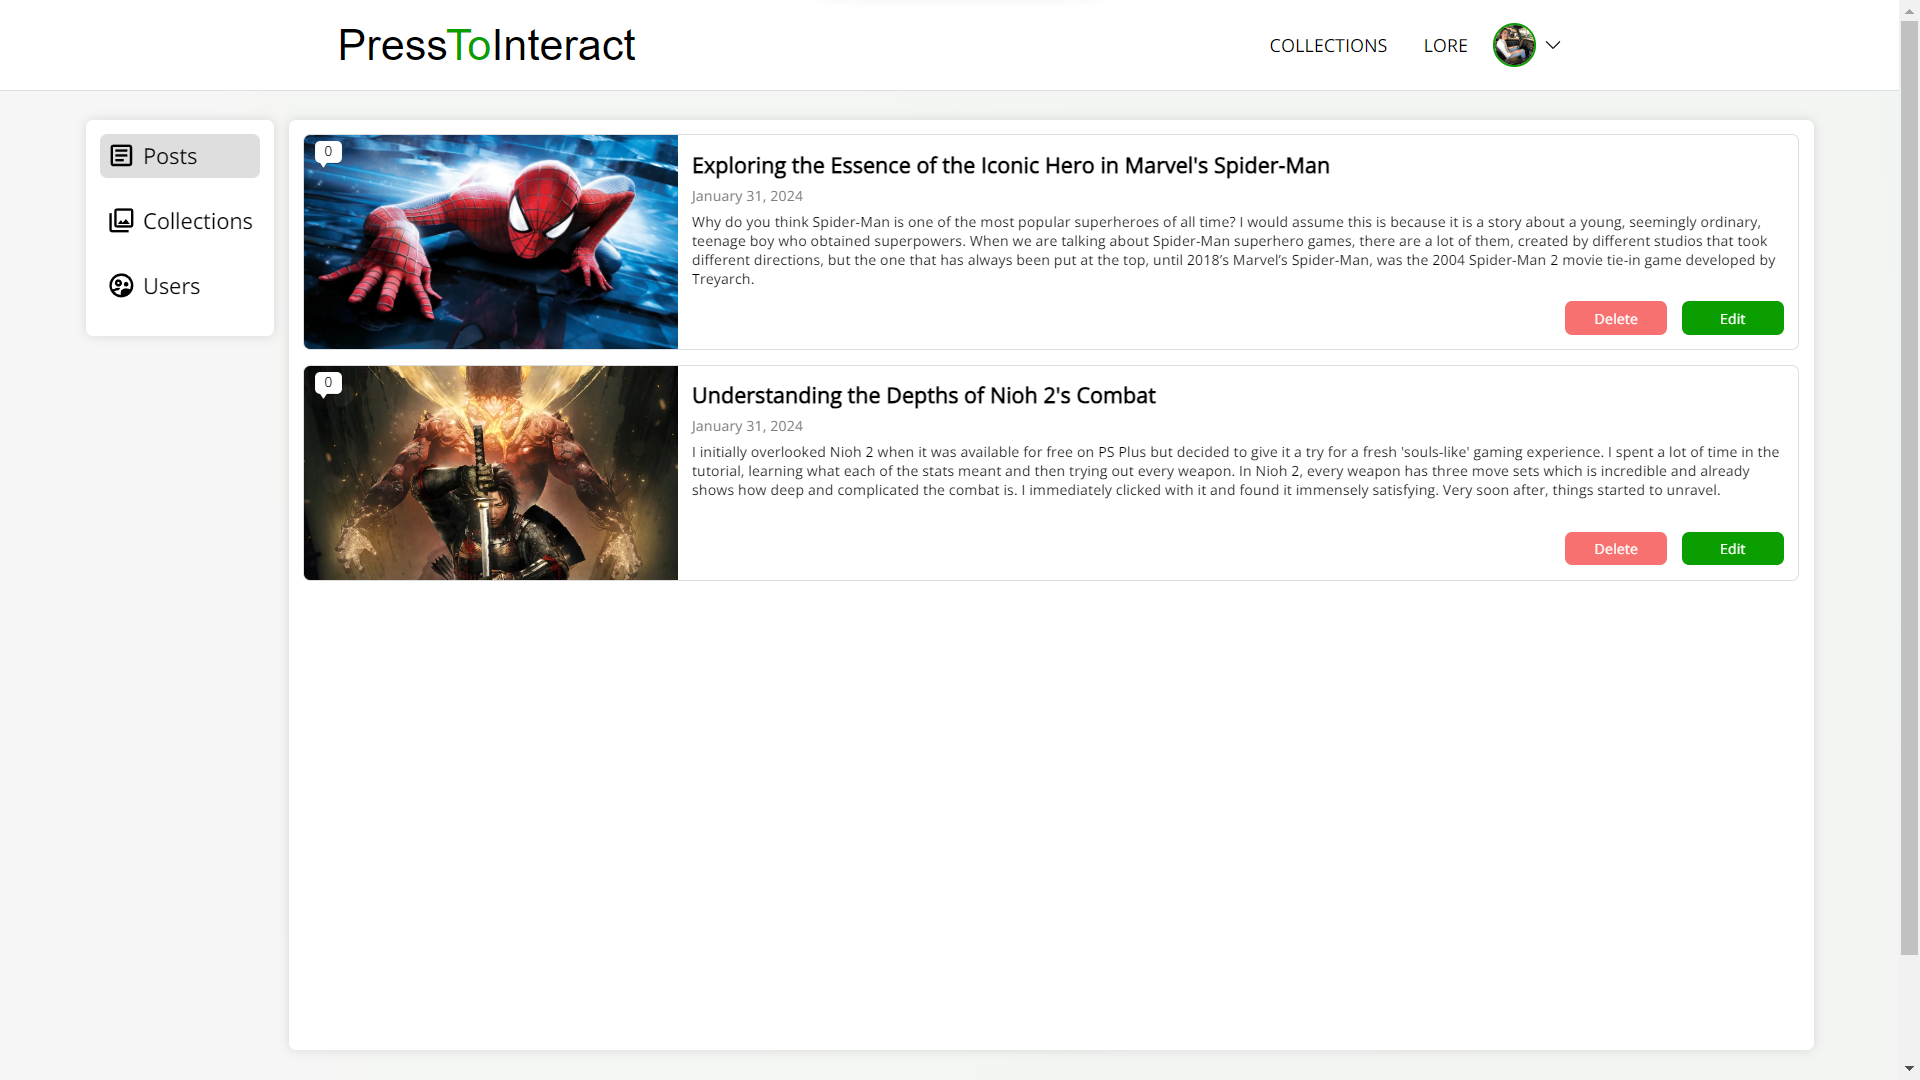 PressToInteract
COLLECTIONS
LORE
Posts
Collections
Users
0
Exploring the Essence of the Iconic Hero in Marvel's Spider-Man
January 31, 2024
Why do you think Spider-Man is one of the most popular superheroes of all time? I would assume this is because it is a story about a young, seemingly ordinary,
teenage boy who obtained superpowers. When we are talking about Spider-Man superhero games, there are a lot of them, created by different studios that took
different directions, but the one that has always been put at the top, until 2018’s Marvel’s Spider-Man, was the 2004 Spider-Man 2 movie tie-in game developed by
Treyarch.
Delete
Edit
0
Understanding the Depths of Nioh 2's Combat
January 31, 2024
I initially overlooked Nioh 2 when it was available for free on PS Plus but decided to give it a try for a fresh 'souls-like' gaming experience. I spent a lot of time in the
tutorial, learning what each of the stats meant and then trying out every weapon. In Nioh 2, every weapon has three move sets which is incredible and already
shows how deep and complicated the combat is. I immediately clicked with it and found it immensely satisfying. Very soon after, things started to unravel.
Delete
Edit